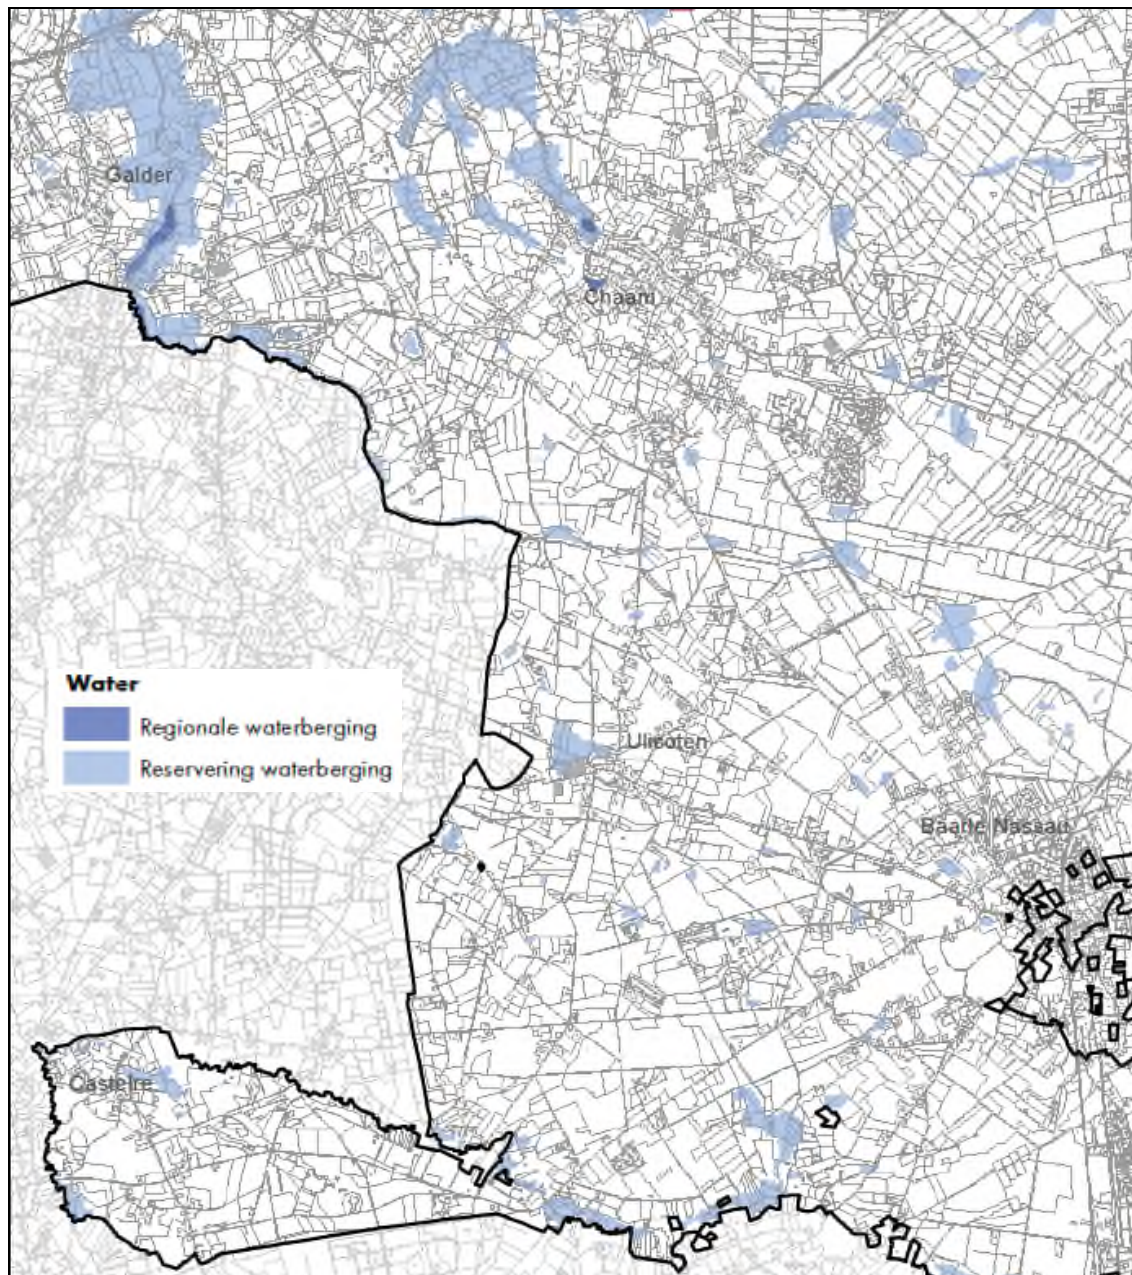 Galder
Chaam
Water
Regionale waterberging
Reservering waterberging
Ulicoten
Baarle Nassau
Castelre